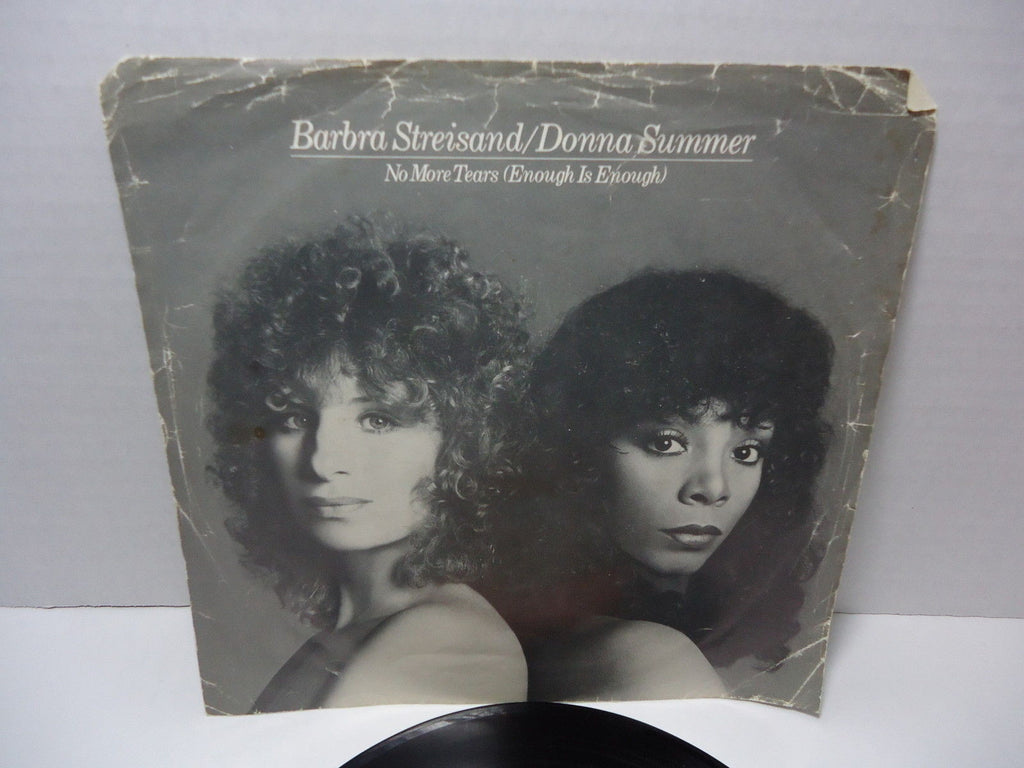 Barbra Streisand/Donna Summer
No More Tears (Enough Is Enough)